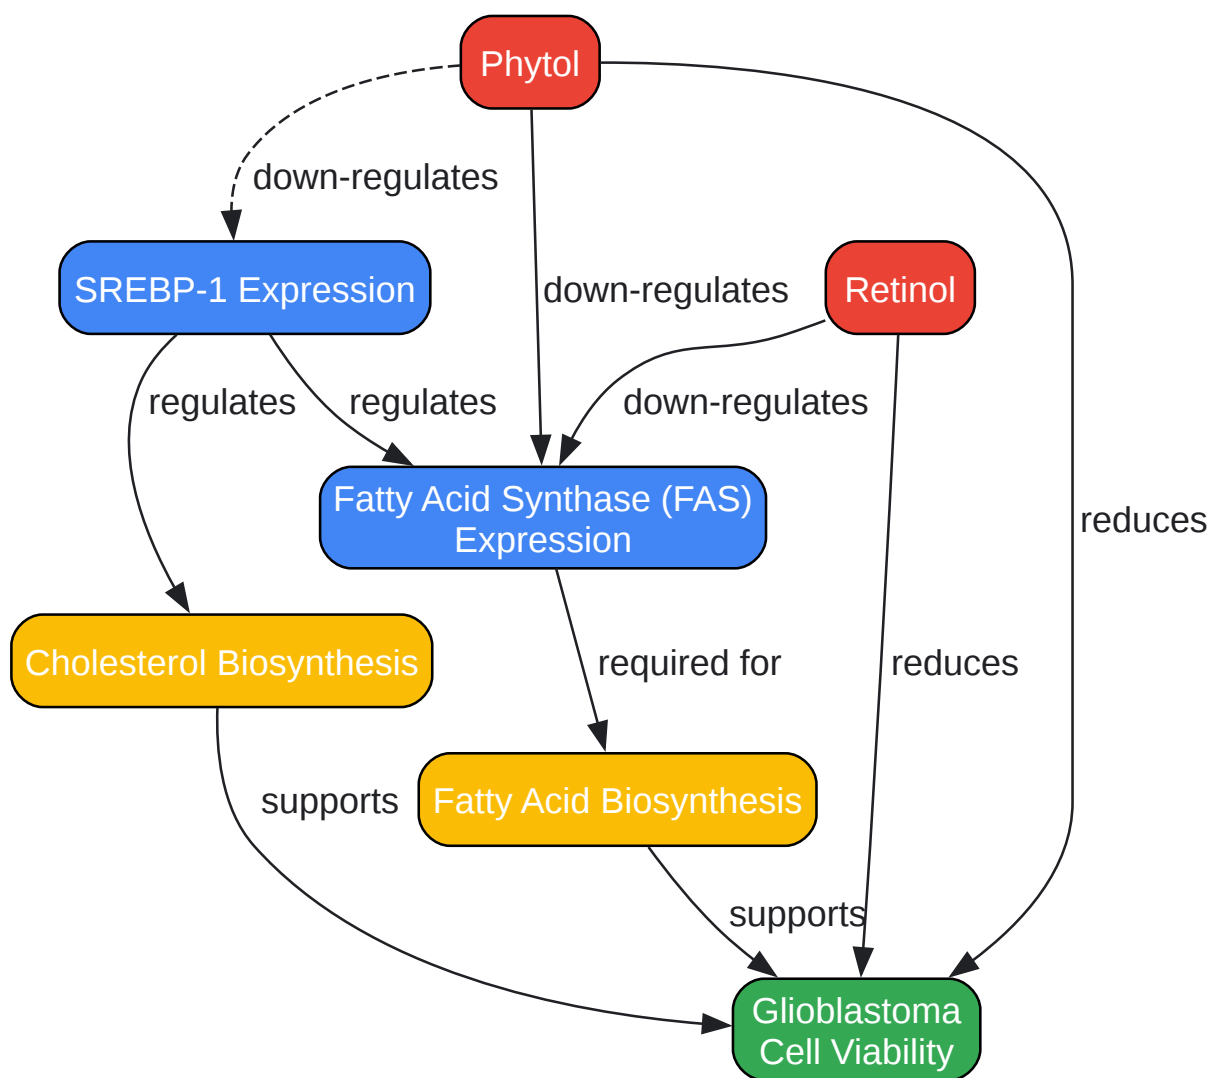 Phytol
down-regulates
SREBP-1 Expression
down-regulates
Retinol
regulates
regulates
down-regulates
Fatty Acid Synthase (FAS)
Expression
reduces
Cholesterol Biosynthesis
required for
reduces
supports
Fatty Acid Biosynthesis
supports
Glioblastoma
Cell Viability